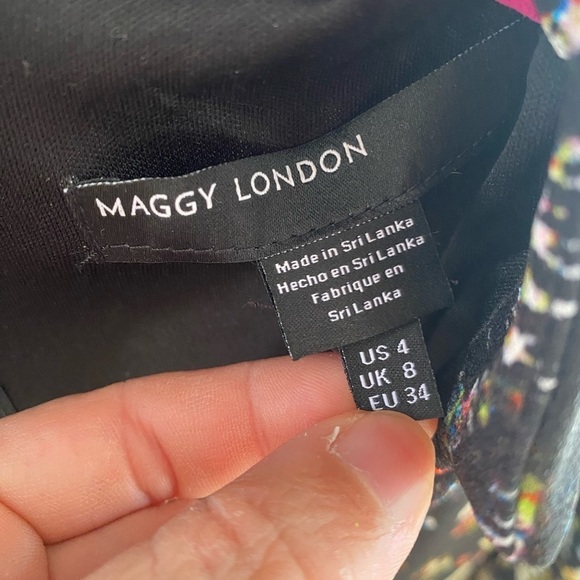 MAGGY LONDON
Made in Sri Lanka
Hecho en Sri Lanka
Fabrique en
Sri Lanka
US 4
UK 8
EU 34